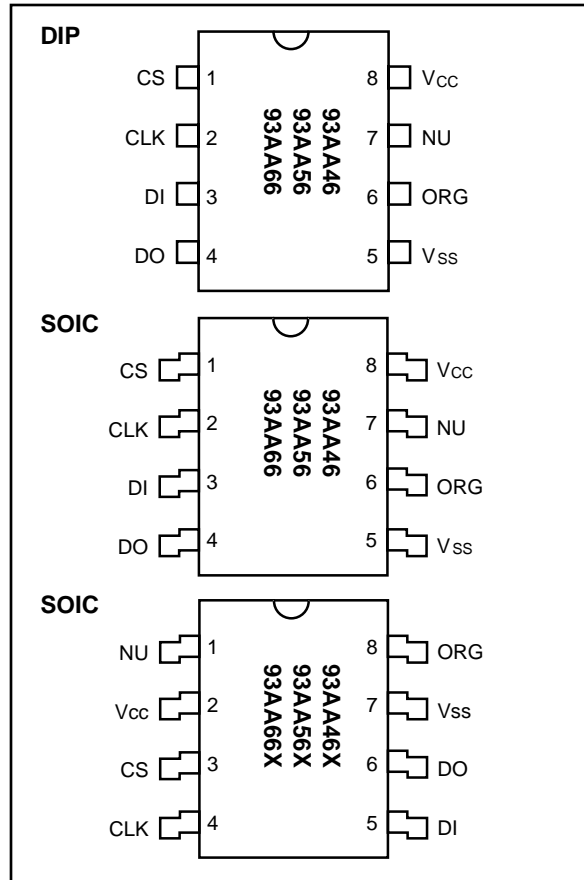 DIP
CS 1 8 VCC
CLK 2 7 NU
DI 3 6 ORG
DO 4 5 VSS
93AA46
93AA56
93AA66
SOIC
CS 1 8 VCC
CLK 2 7 NU
DI 3 6 ORG
DO 4 5 VSS
93AA46
93AA56
93AA66
SOIC
NU 1 8 ORG
Vcc 2 7 Vss
CS 3 6 DO
CLK 4 5 DI
93AA46X
93AA56X
93AA66X